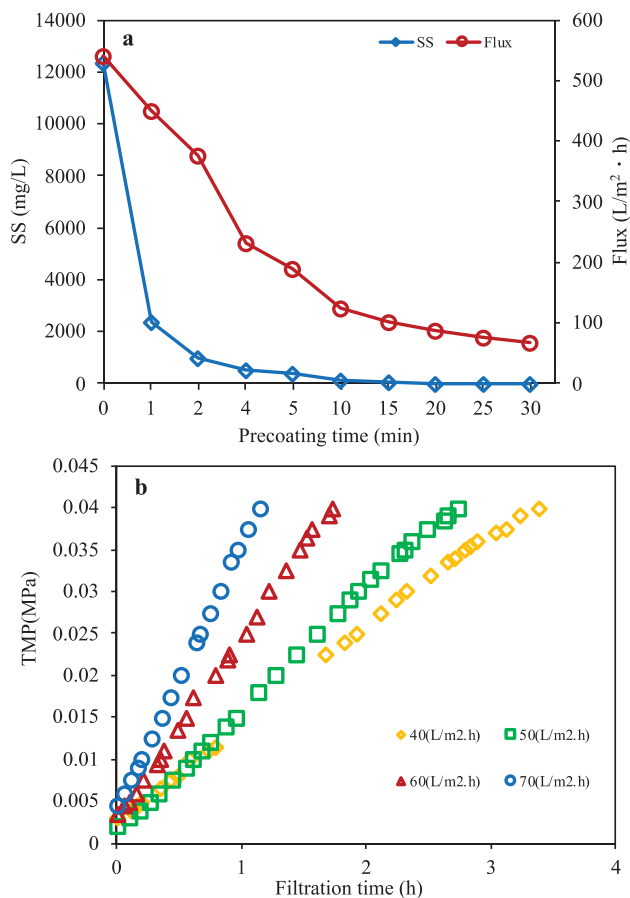 a
SS
Flux
14000
12000
10000
8000
6000
4000
2000
0
SS (mg/L)
600
500
400
300
200
100
0
Flux (L/m² · h)
0 1 2 4 5 10 15 20 25 30
Precoating time (min)
b
0.045
0.04
0.035
0.03
0.025
0.02
0.015
0.01
0.005
0
TMP(MPa)
40(L/m2.h) 50(L/m2.h)
60(L/m2.h) 70(L/m2.h)
0 1 2 3 4
Filtration time (h)